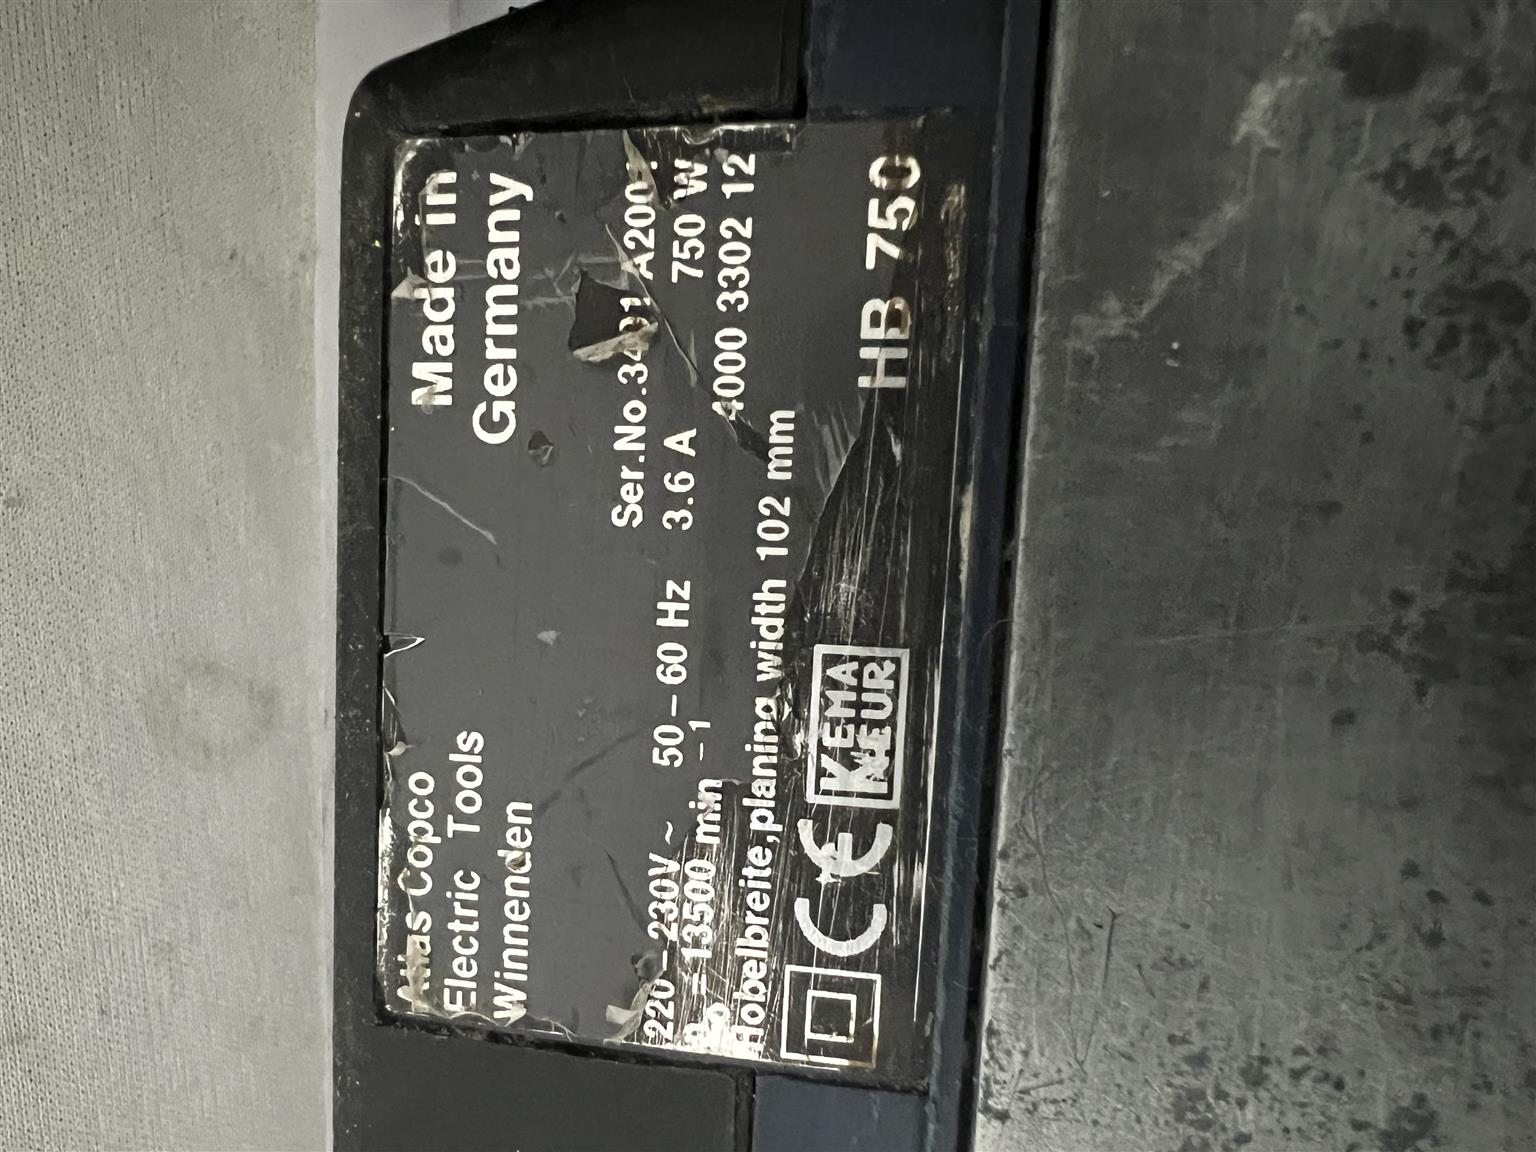 Atlas Copco
Electric Tools
Winnenden
Made in
Germany
Ser.No.
220-230V ~ 50-60 Hz 3.6 A 750 W
=13500 min -1 4000 3302 12
Hobelbreite,planing width 102 mm
CE KEMA KEUR HB 750